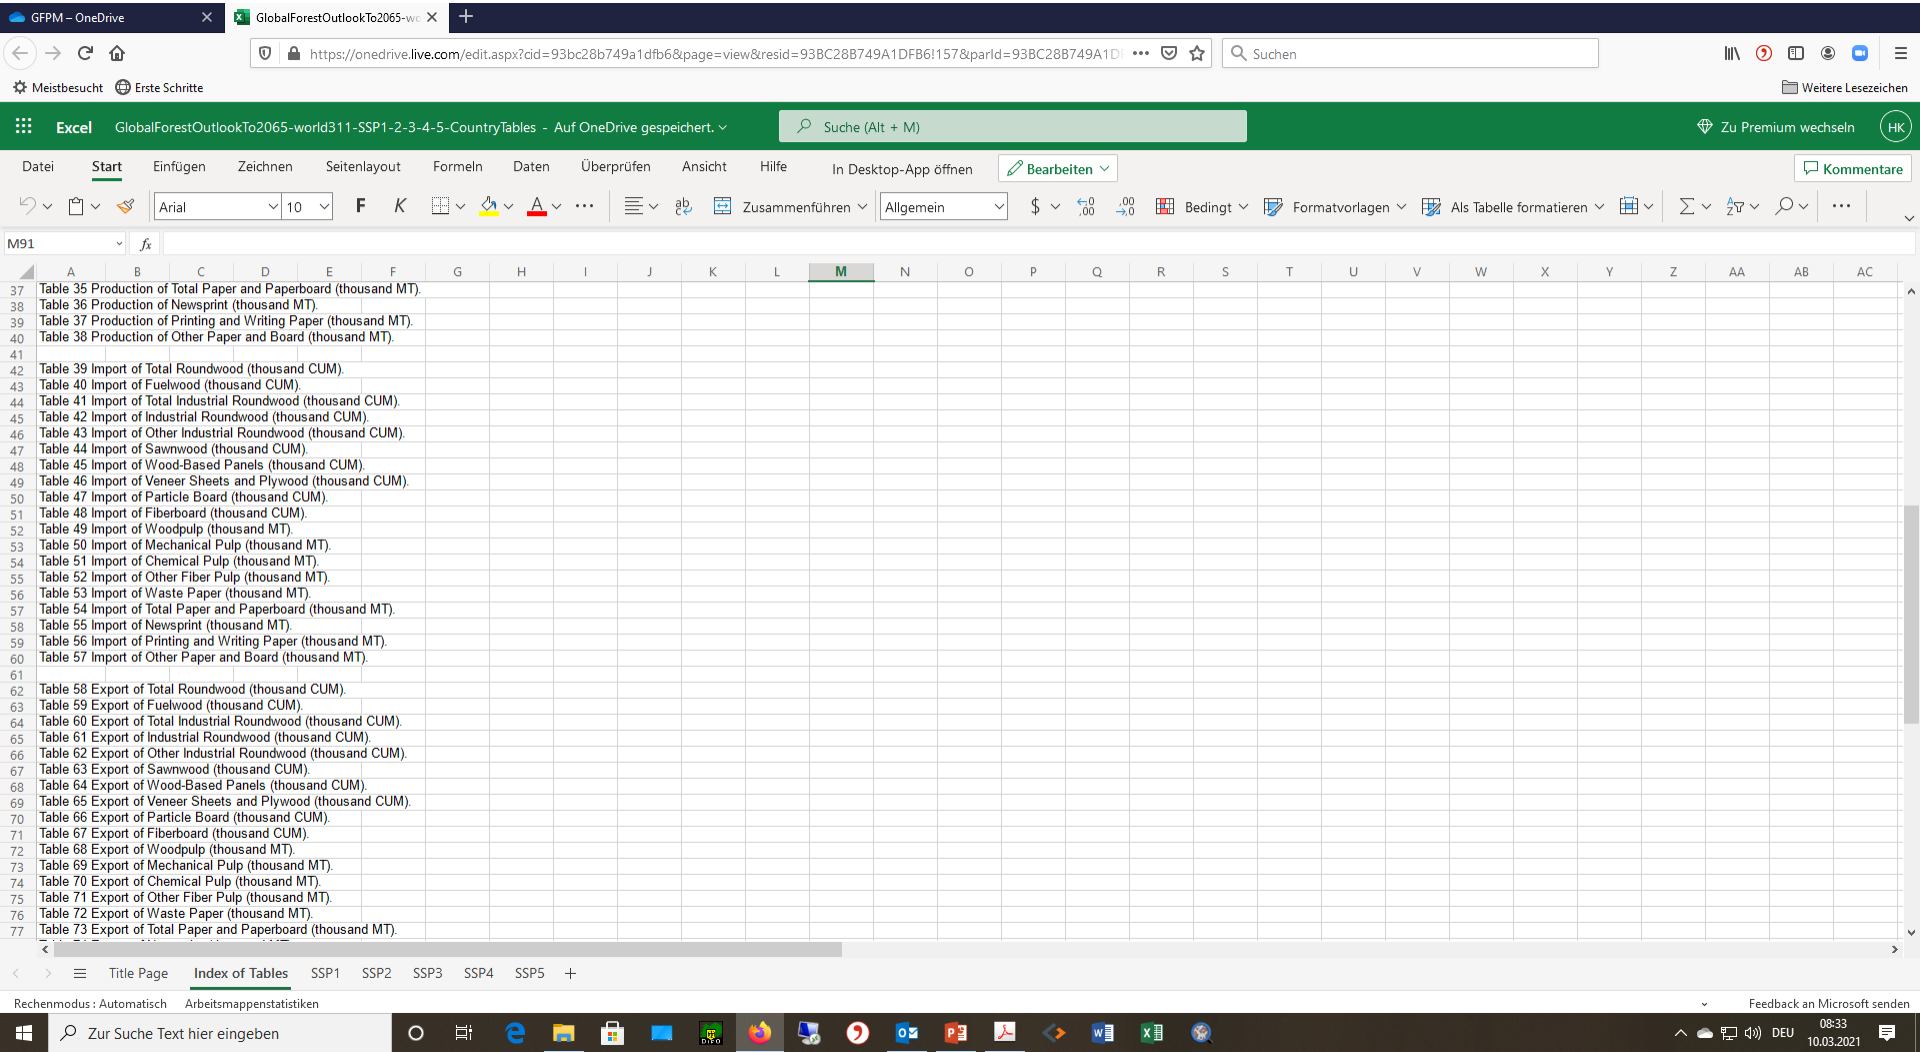 GFPM – OneDrive
GlobalForestOutlookTo2065-wo
https://onedrive.live.com/edit.aspx?cid=93bc28b749a1dfb6&page=view&resid=93BC28B749A1DFB6!157&parId=93BC28B749A1D
Suchen
Meistbesucht Erste Schritte
Weitere Lesezeichen
Excel GlobalForestOutlookTo2065-world311-SSP1-2-3-4-5-CountryTables - Auf OneDrive gespeichert.
Suche (Alt + M)
Zu Premium wechseln HK
Datei Start Einfügen Zeichnen Seitenlayout Formeln Daten Überprüfen Ansicht Hilfe In Desktop-App öffnen Bearbeiten Kommentare
Arial 10 F K A ab Zusammenführen Allgemein $ Bedingt Formatvorlagen Als Tabelle formatieren
M91 fx
A B C D E F G H I J K L M N O P Q R S T U V W X Y Z AA AB AC
37 Table 35 Production of Total Paper and Paperboard (thousand MT).
38 Table 36 Production of Newsprint (thousand MT).
39 Table 37 Production of Printing and Writing Paper (thousand MT).
40 Table 38 Production of Other Paper and Board (thousand MT).
41
42 Table 39 Import of Total Roundwood (thousand CUM).
43 Table 40 Import of Fuelwood (thousand CUM).
44 Table 41 Import of Total Industrial Roundwood (thousand CUM).
45 Table 42 Import of Industrial Roundwood (thousand CUM).
46 Table 43 Import of Other Industrial Roundwood (thousand CUM).
47 Table 44 Import of Sawnwood (thousand CUM).
48 Table 45 Import of Wood-Based Panels (thousand CUM).
49 Table 46 Import of Veneer Sheets and Plywood (thousand CUM).
50 Table 47 Import of Particle Board (thousand CUM).
51 Table 48 Import of Fiberboard (thousand CUM).
52 Table 49 Import of Woodpulp (thousand MT).
53 Table 50 Import of Mechanical Pulp (thousand MT).
54 Table 51 Import of Chemical Pulp (thousand MT).
55 Table 52 Import of Other Fiber Pulp (thousand MT).
56 Table 53 Import of Waste Paper (thousand MT).
57 Table 54 Import of Total Paper and Paperboard (thousand MT).
58 Table 55 Import of Newsprint (thousand MT).
59 Table 56 Import of Printing and Writing Paper (thousand MT).
60 Table 57 Import of Other Paper and Board (thousand MT).
61
62 Table 58 Export of Total Roundwood (thousand CUM).
63 Table 59 Export of Fuelwood (thousand CUM).
64 Table 60 Export of Total Industrial Roundwood (thousand CUM).
65 Table 61 Export of Industrial Roundwood (thousand CUM).
66 Table 62 Export of Other Industrial Roundwood (thousand CUM).
67 Table 63 Export of Sawnwood (thousand CUM).
68 Table 64 Export of Wood-Based Panels (thousand CUM).
69 Table 65 Export of Veneer Sheets and Plywood (thousand CUM).
70 Table 66 Export of Particle Board (thousand CUM).
71 Table 67 Export of Fiberboard (thousand CUM).
72 Table 68 Export of Woodpulp (thousand MT).
73 Table 69 Export of Mechanical Pulp (thousand MT).
74 Table 70 Export of Chemical Pulp (thousand MT).
75 Table 71 Export of Other Fiber Pulp (thousand MT).
76 Table 72 Export of Waste Paper (thousand MT).
77 Table 73 Export of Total Paper and Paperboard (thousand MT).
Title Page Index of Tables SSP1 SSP2 SSP3 SSP4 SSP5
Rechenmodus : Automatisch Arbeitsmappenstatistiken
Feedback an Microsoft senden
Zur Suche Text hier eingeben
DEU
08:33
10.03.2021